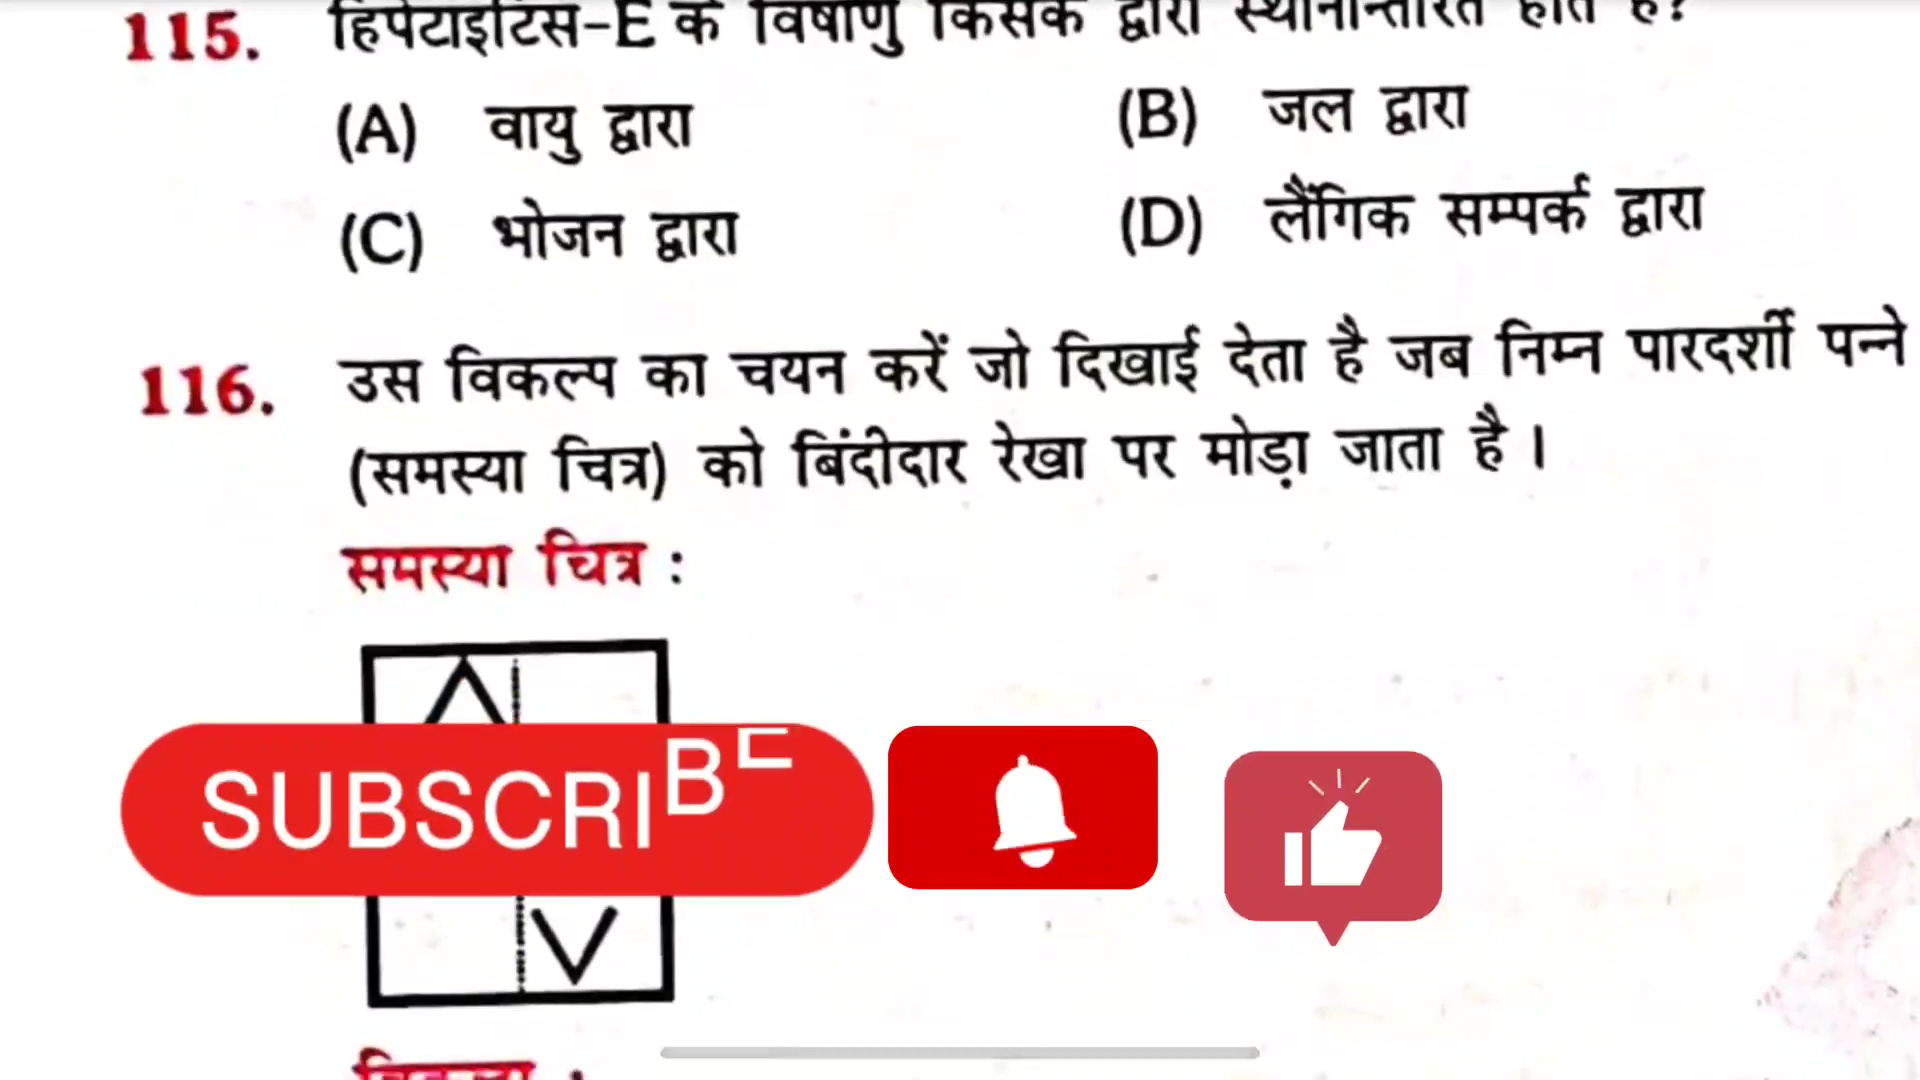 115. हिपेटाइटिस-E के विषाणु किसके द्वारा स्थानान्तरित होते हैं?
(A) वायु द्वारा (B) जल द्वारा
(C) भोजन द्वारा (D) लैंगिक सम्पर्क द्वारा
116. उस विकल्प का चयन करें जो दिखाई देता है जब निम्न पारदर्शी पन्ने
(समस्या चित्र) को बिंदीदार रेखा पर मोड़ा जाता है ।
समस्या चित्र :
SUBSCRIBE